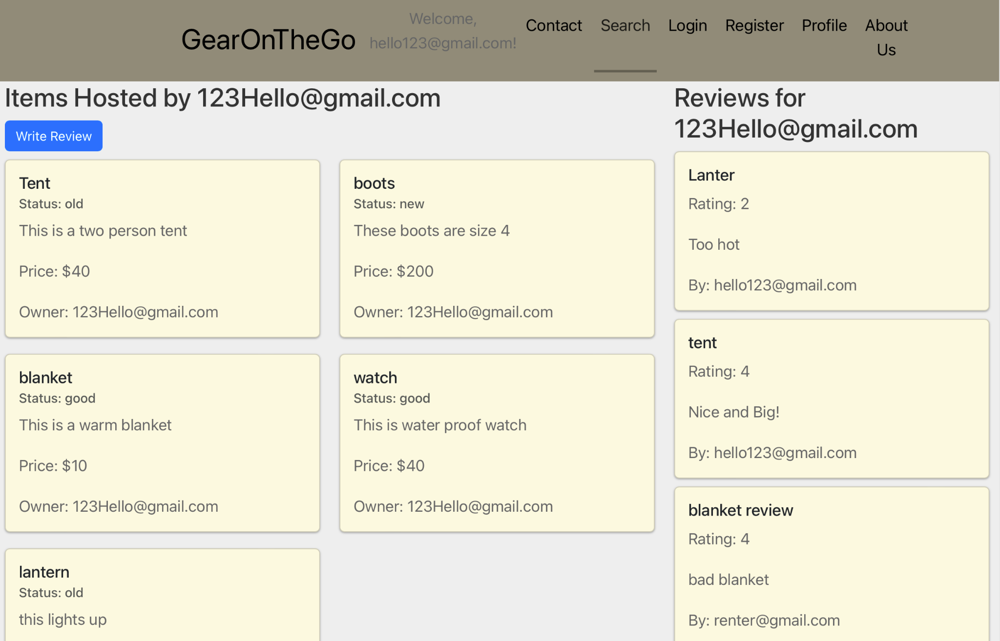 GearOnTheGo
Welcome,
hello123@gmail.com!
Contact
Search
Login
Register
Profile
About
Us
Items Hosted by 123Hello@gmail.com
Write Review
Tent
Status: old
This is a two person tent
Price: $40
Owner: 123Hello@gmail.com
boots
Status: new
These boots are size 4
Price: $200
Owner: 123Hello@gmail.com
blanket
Status: good
This is a warm blanket
Price: $10
Owner: 123Hello@gmail.com
watch
Status: good
This is water proof watch
Price: $40
Owner: 123Hello@gmail.com
lantern
Status: old
this lights up
Reviews for
123Hello@gmail.com
Lanter
Rating: 2
Too hot
By: hello123@gmail.com
tent
Rating: 4
Nice and Big!
By: hello123@gmail.com
blanket review
Rating: 4
bad blanket
By: renter@gmail.com